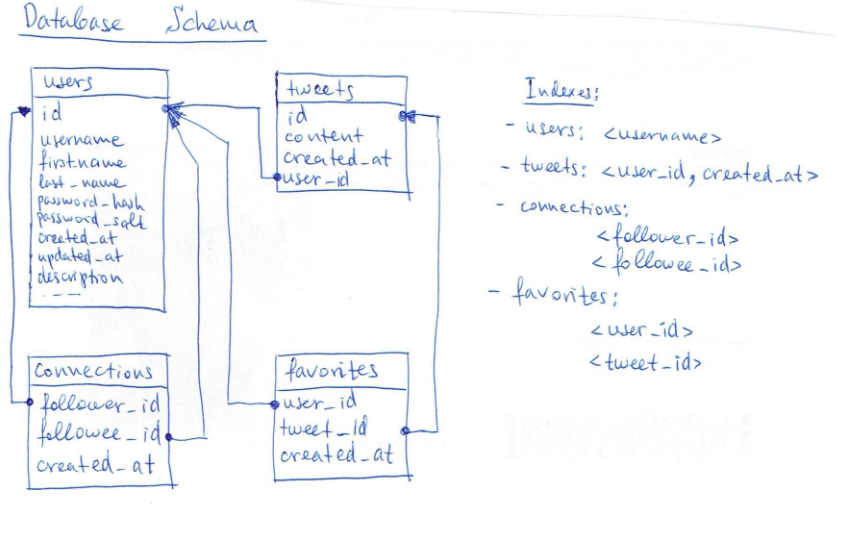 Database Schema
users
id
username
first_name
last_name
password_hash
password_salt
created_at
updated_at
description
. ---
tweets
id
content
created_at
user_id
connections
follower_id
followee_id
created_at
favorites
user_id
tweet_id
created_at
Indexes:
- users: <username>
- tweets: <user_id, created_at>
- connections:
<follower_id>
<followee_id>
- favorites:
<user_id>
<tweet_id>